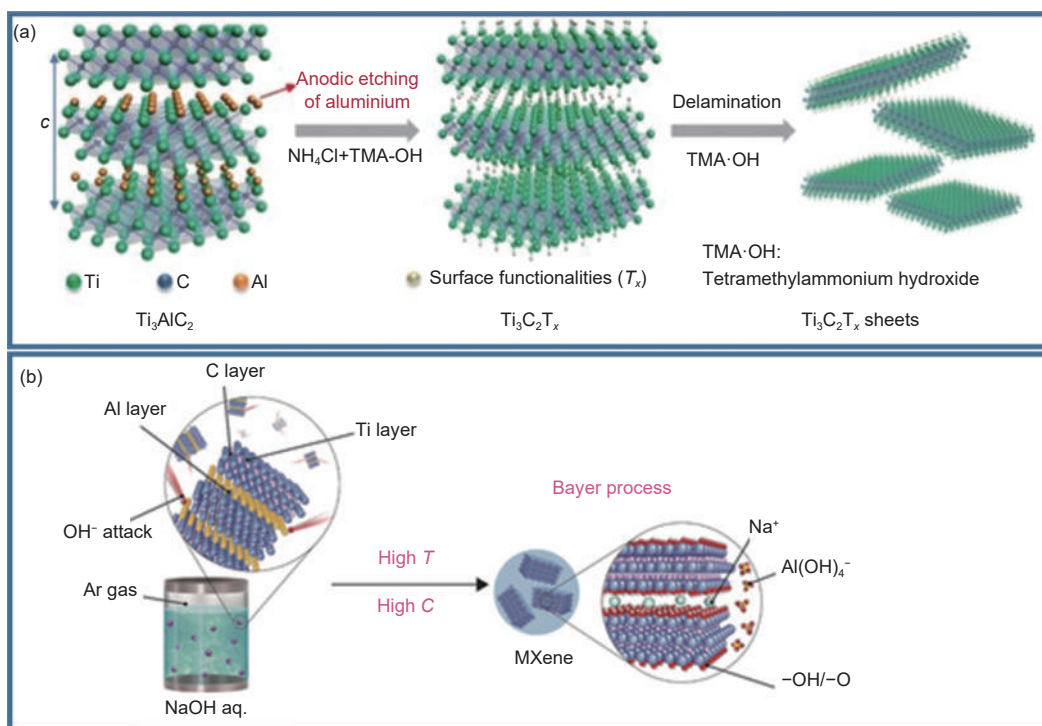 (a)
c
Anodic etching
of aluminium
NH₄Cl+TMA-OH
Delamination
TMA·OH
Ti
C
Al
Surface functionalities (Tₓ)
TMA·OH:
Tetramethylammonium hydroxide
Ti₃AlC₂
Ti₃C₂Tₓ
Ti₃C₂Tₓ sheets
(b)
C layer
Al layer
Ti layer
OH⁻ attack
Ar gas
NaOH aq.
High T
High C
Bayer process
MXene
Na⁺
Al(OH)₄⁻
−OH/−O